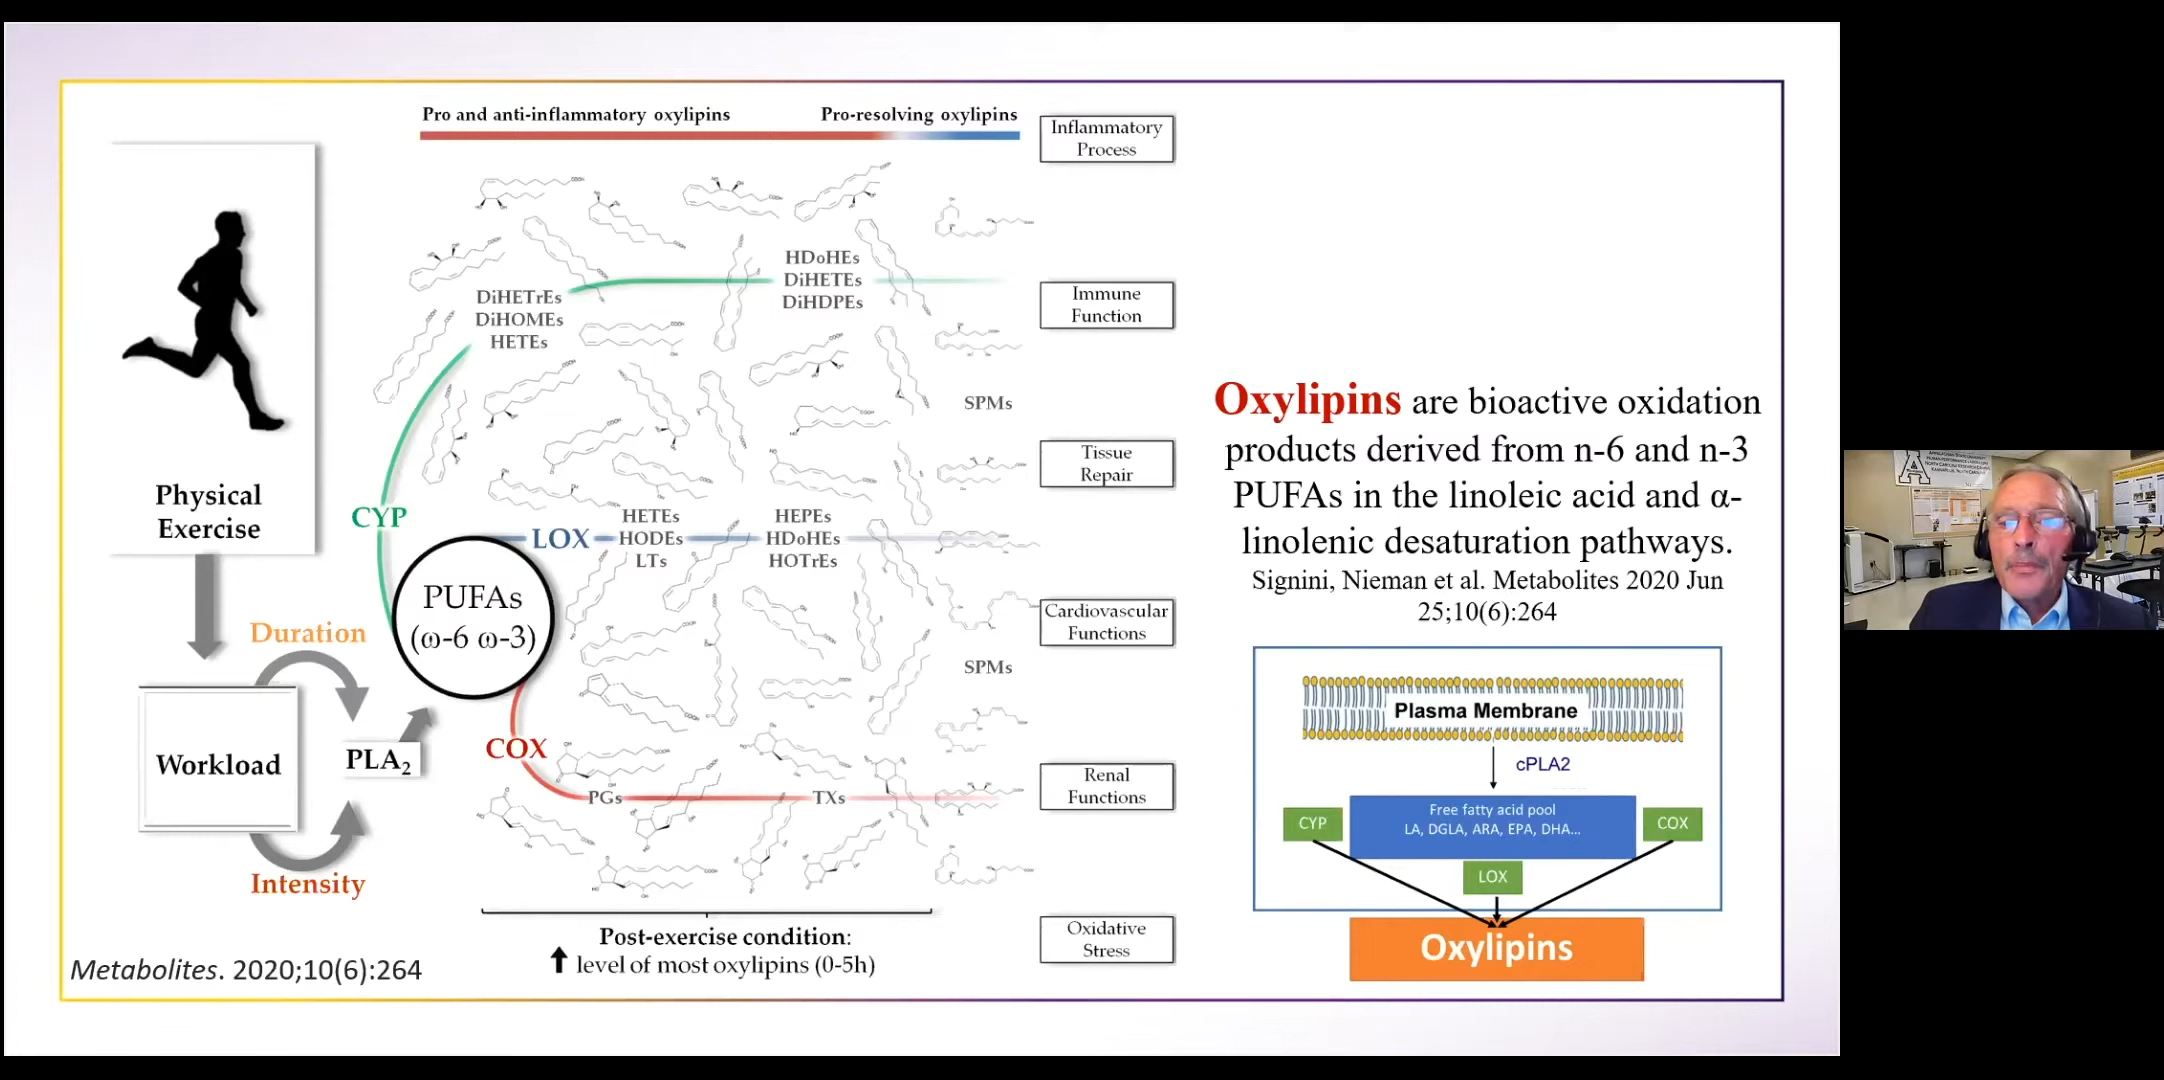 Pro and anti-inflammatory oxylipins
Pro-resolving oxylipins
Inflammatory
Process
HDoHEs
DiHETEs
DiHDPEs
DiHETrEs
DiHOMEs
HETEs
Immune
Function
SPMs
Tissue
Repair
Physical
Exercise
CYP
LOX
HETEs
HODEs
LTs
HEPEs
HDoHEs
HOTrEs
PUFAs
(ω-6 ω-3)
Cardiovascular
Functions
SPMs
Duration
Workload
PLA2
Intensity
COX
PGs
TXs
Renal
Functions
Oxidative
Stress
Post-exercise condition:
level of most oxylipins (0-5h)
Metabolites. 2020;10(6):264
Oxylipins are bioactive oxidation
products derived from n-6 and n-3
PUFAs in the linoleic acid and α-
linolenic desaturation pathways.
Signini, Nieman et al. Metabolites 2020 Jun
25;10(6):264
Plasma Membrane
cPLA2
Free fatty acid pool
LA, DGLA, ARA, EPA, DHA...
CYP
COX
LOX
Oxylipins